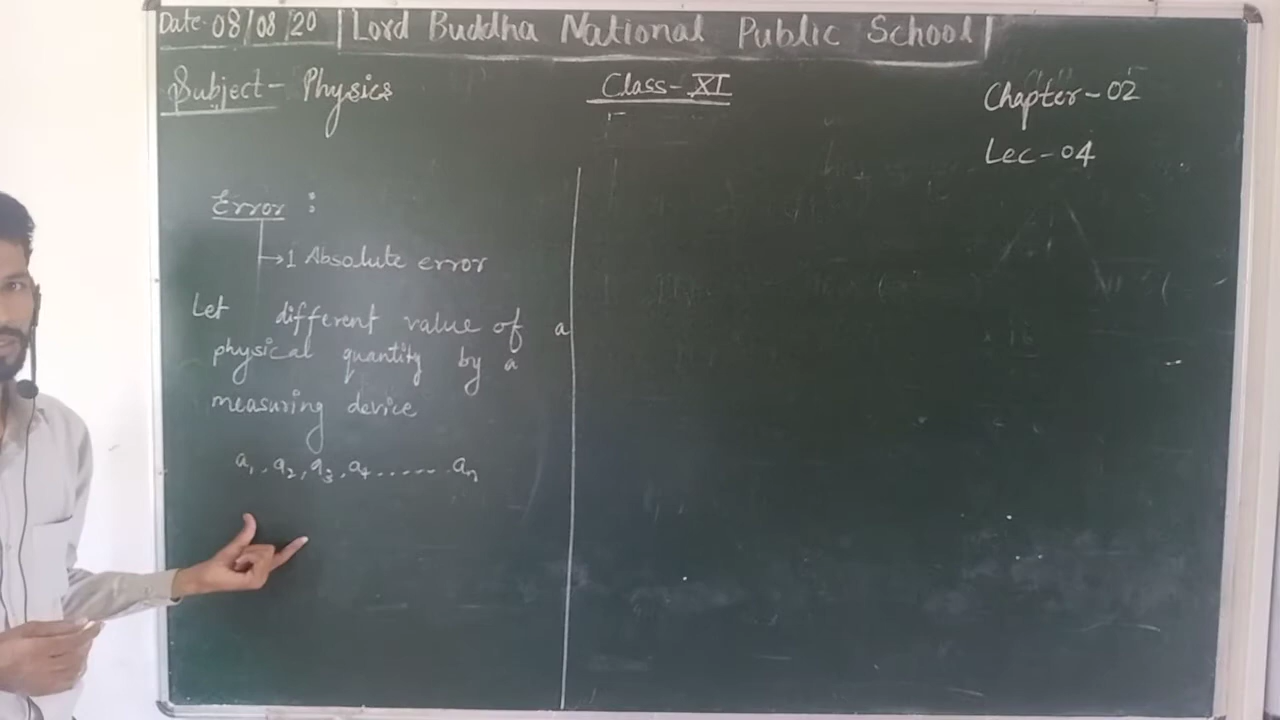 Date- 08/08/20 | Lord Buddha National Public School |
Subject- Physics
Class-XI
Chapter-02
Lec-04
Error :
→1 Absolute error
Let different value of a
physical quantity by a
measuring device
a₁, a₂, a₃, a₄...... aₙ